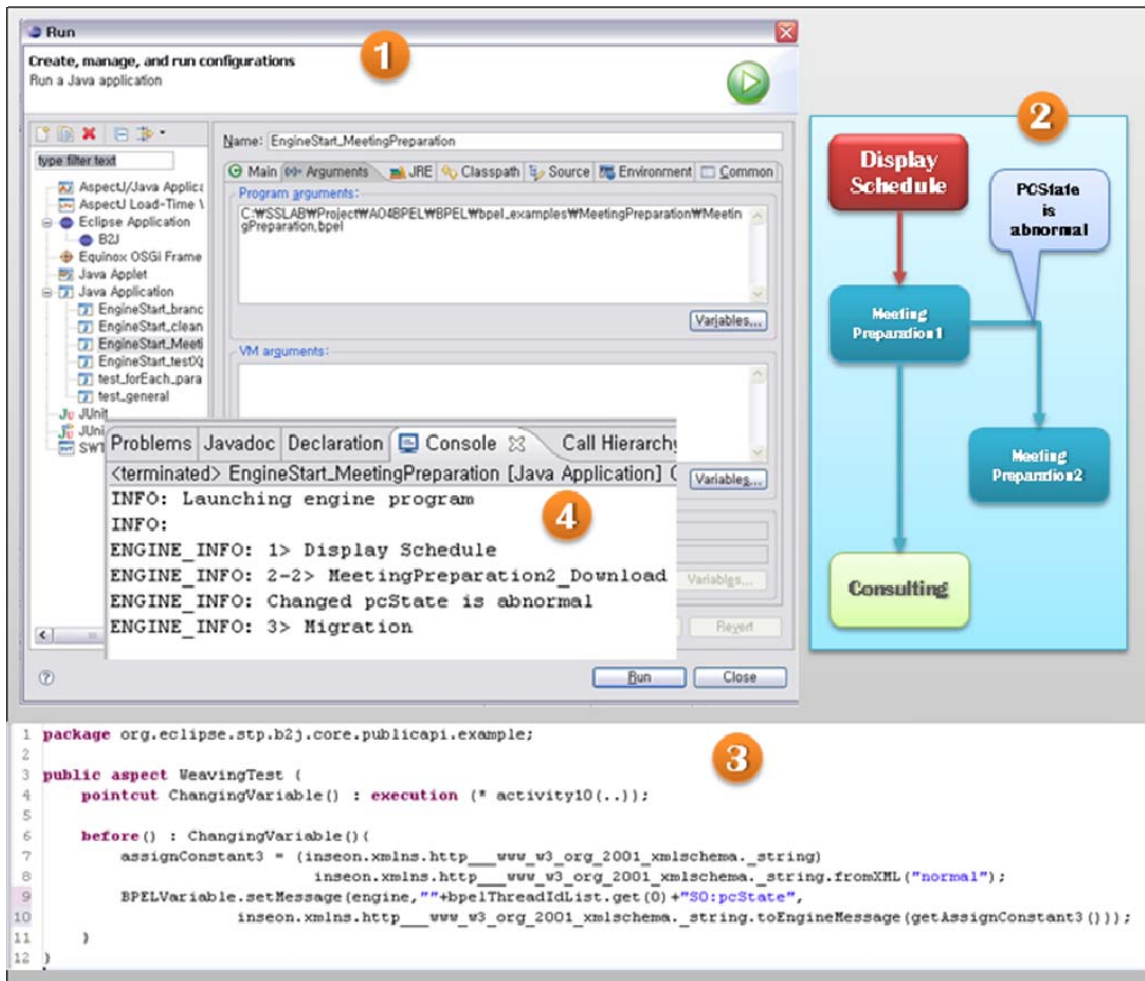 Run
Create, manage, and run configurations
Run a Java application
1
type filter text
AspectJ/Java Applica
AspectJ Load-Time
Eclipse Application
B2J
Equinox OSGi Frame
Java Applet
Java Application
EngineStart_branc
EngineStart_clean
EngineStart_Meeti
EngineStart_testX
test_forEach_para
test_general
JUnit
JUni
SWT
Name: EngineStart_MeetingPreparation
Main Arguments JRE Classpath Source Environment Common
Program arguments:
C:₩SSLAB₩Project₩AO4BPEL₩BPEL₩bpel_examples₩MeetingPreparation₩Meetin
gPreparation.bpel
Variables...
VM arguments:
Variables...
Variables...
Revert
Run Close
Problems Javadoc Declaration Console Call Hierarchy
<terminated> EngineStart_MeetingPreparation [Java Application] C
INFO: Launching engine program
INFO:
ENGINE_INFO: 1> Display Schedule
ENGINE_INFO: 2-2> MeetingPreparation2_Download
ENGINE_INFO: Changed pcState is abnormal
ENGINE_INFO: 3> Migration
4
2
Display
Schedule
PCState
is
abnormal
Meeting
Preparation1
Meeting
Preparation2
Consulting
3
1 package org.eclipse.stp.b2j.core.publicapi.example;
2
3 public aspect WeavingTest {
4 pointcut ChangingVariable() : execution (* activity10(..));
5
6 before() : ChangingVariable(){
7 assignConstant3 = (inseon.xmlns.http___www_w3_org_2001_xmlschema._string)
8 inseon.xmlns.http___www_w3_org_2001_xmlschema._string.fromXML("normal");
9 BPELVariable.setMessage(engine,""+bpelThreadIdList.get(0)+"SO:pcState",
10 inseon.xmlns.http___www_w3_org_2001_xmlschema._string.toEngineMessage(getAssignConstant3()));
11 }
12 }